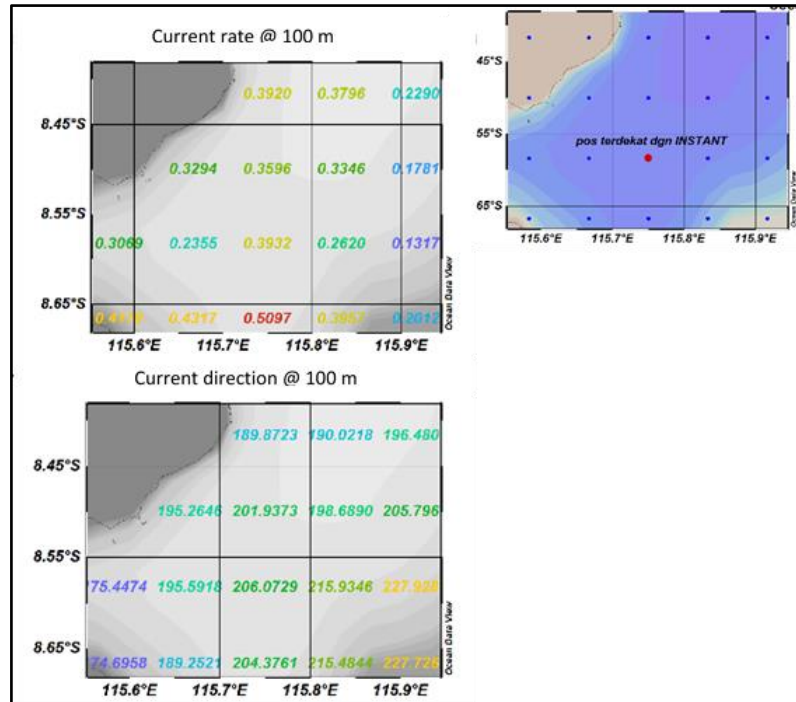 Current rate @ 100 m
0.3920 0.3796 0.2290
8.45°S
0.3294 0.3596 0.3346 0.1781
8.55°S
0.3069 0.2355 0.3932 0.2620 0.1317
8.65°S
0.4317 0.5097 0.3957 0.2012
115.6°E 115.7°E 115.8°E 115.9°E
Ocean Data View
45°S
55°S
pos terdekat dgn INSTANT
65°S
115.6°E 115.7°E 115.8°E 115.9°E
Ocean Data View
Current direction @ 100 m
189.8723 190.0218 196.480
8.45°S
195.2646 201.9373 198.6890 205.796
8.55°S
75.4474 195.5918 206.0729 215.9346 227.928
8.65°S
74.6958 189.2521 204.3761 215.4844 227.726
115.6°E 115.7°E 115.8°E 115.9°E
Ocean Data View